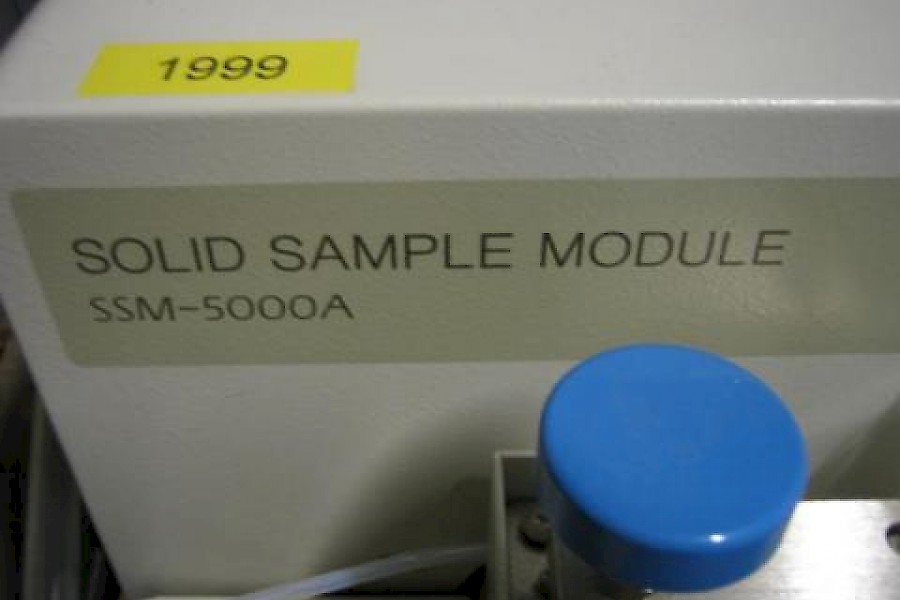 1999
SOLID SAMPLE MODULE
SSM-5000A